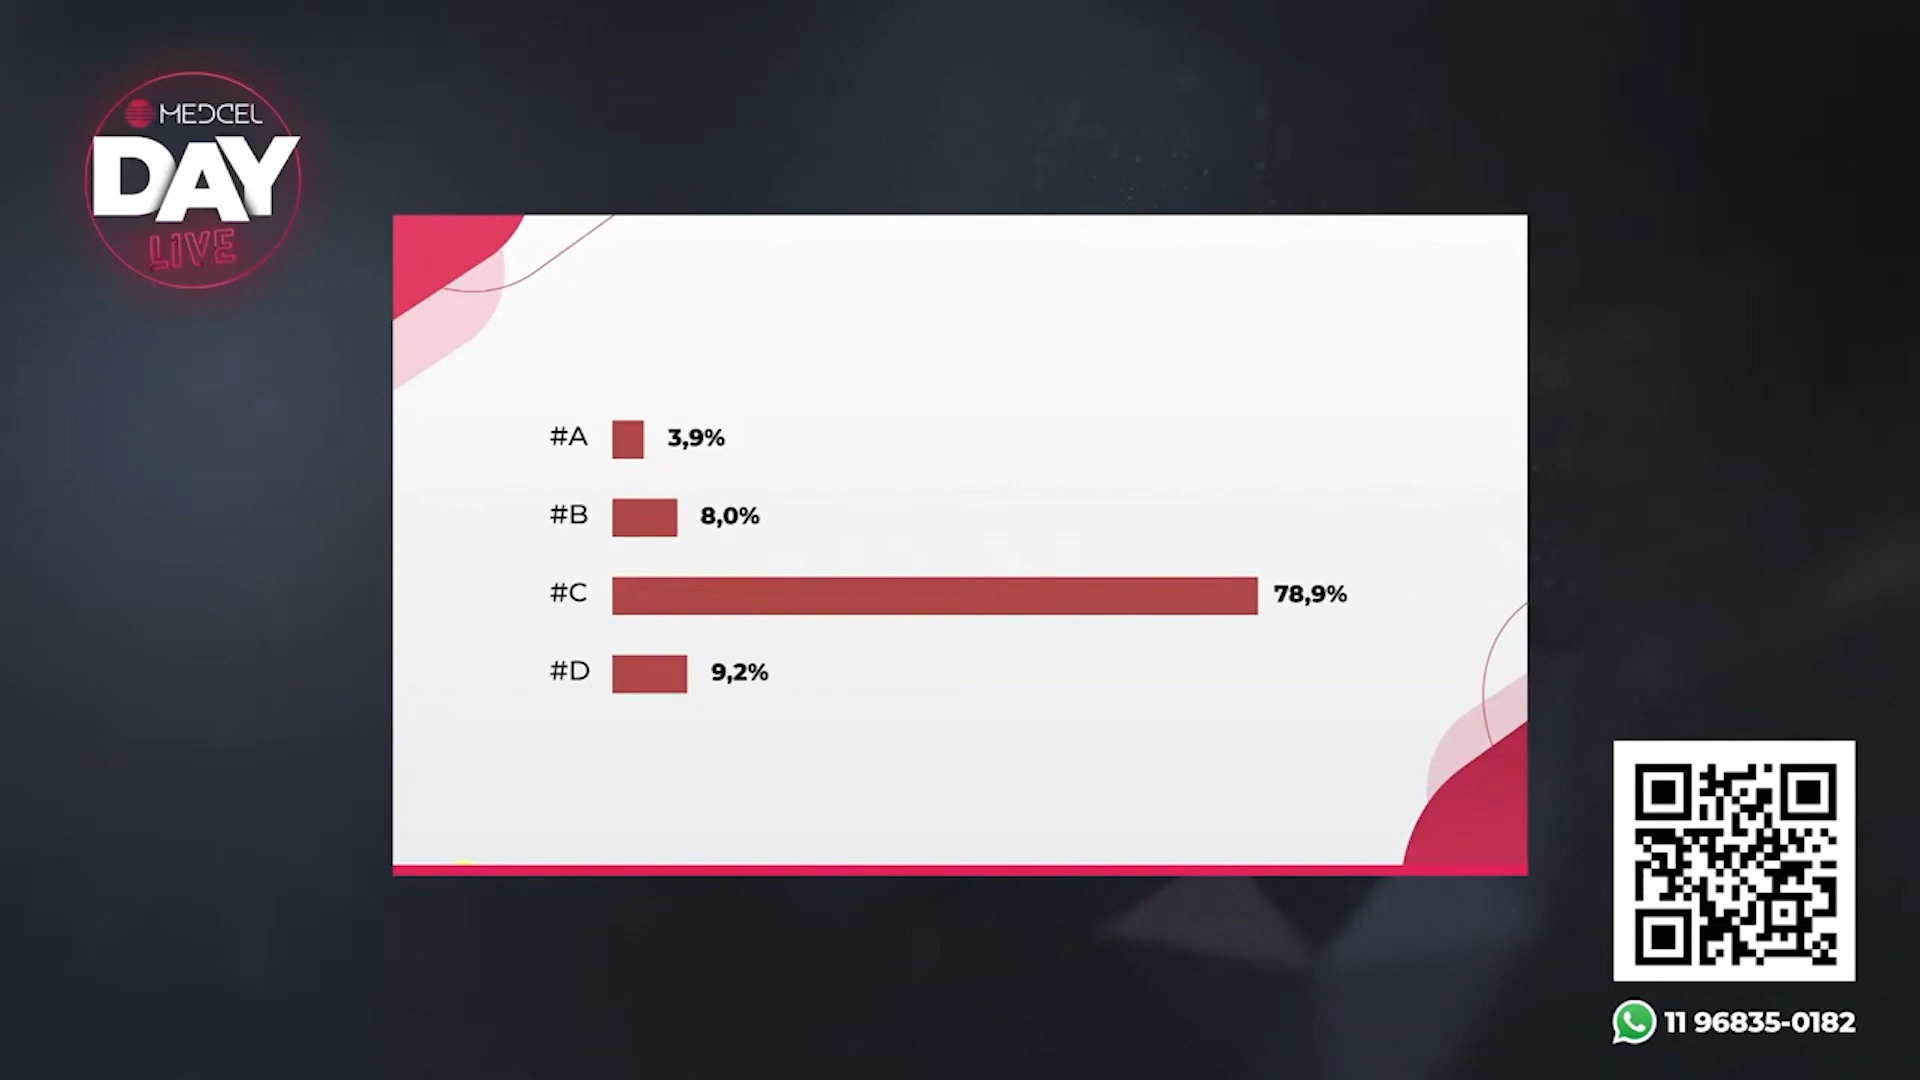 MEDCEL
DAY
LIVE
#A 3,9%
#B 8,0%
#C 78,9%
#D 9,2%
11 96835-0182